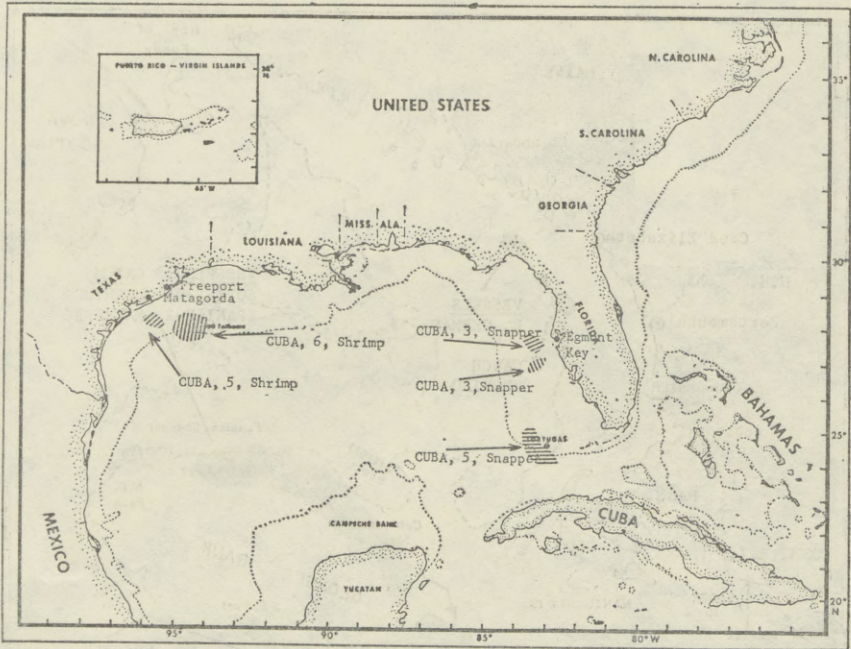 PUERTO RICO — VIRGIN ISLANDS
65° W
UNITED STATES
N. CAROLINA
35°
S. CAROLINA
GEORGIA
MISS. ALA.
LOUISIANA
TEXAS
30°
FLORIDA
Freeport
Matagorda
CUBA, 6, Shrimp
CUBA, 5, Shrimp
CUBA, 3, Snapper
Egmont
Key
CUBA, 3, Snapper
CUBA, 5, Snapper
TUGAS
BAHAMAS
25°
CAMPECHE BANK
CUBA
MEXICO
YUCATAN
20°
N
95°
90°
85°
80° W